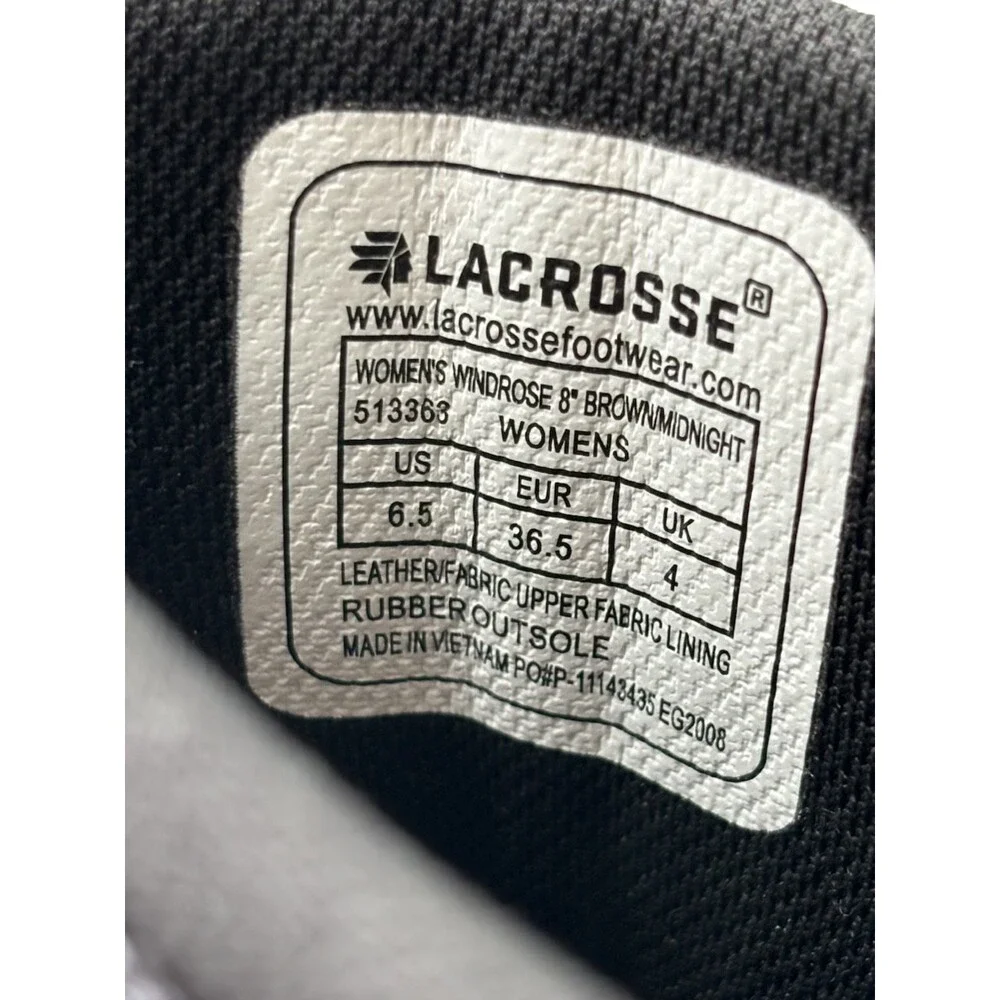 LACROSSE®
www.lacrossefootwear.com
WOMEN'S WINDROSE 8" BROWN/MIDNIGHT
513363 WOMENS
US EUR UK
6.5 36.5 4
LEATHER/FABRIC UPPER FABRIC LINING
RUBBER OUTSOLE
MADE IN VIETNAM PO#P-11143435 EG2008